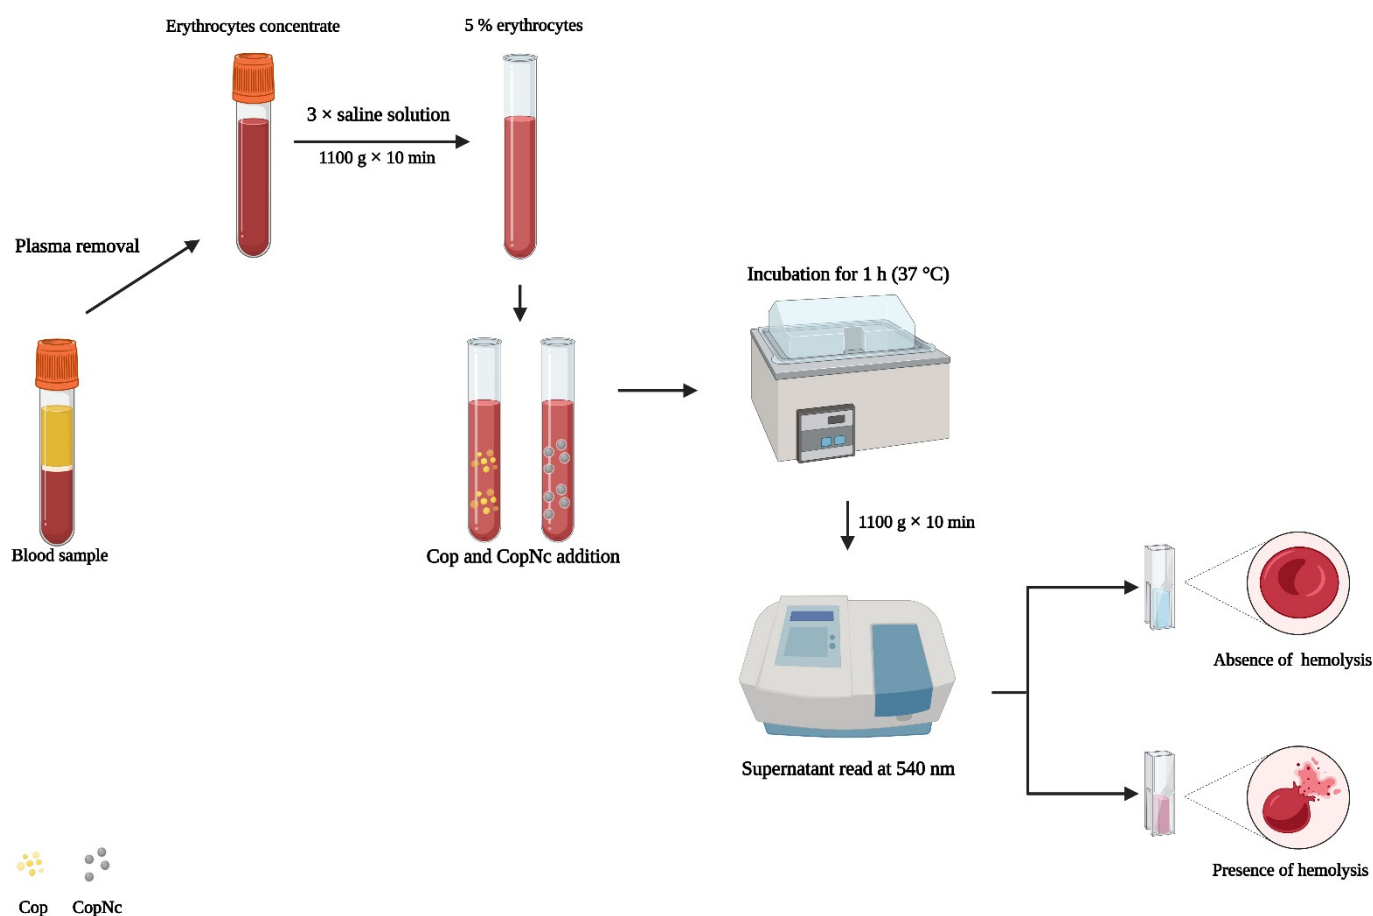 Erythrocytes concentrate
5 % erythrocytes
3 × saline solution
1100 g × 10 min
Plasma removal
Blood sample
Cop and CopNc addition
Incubation for 1 h (37 °C)
1100 g × 10 min
Supernatant read at 540 nm
Absence of hemolysis
Presence of hemolysis
Cop
CopNc